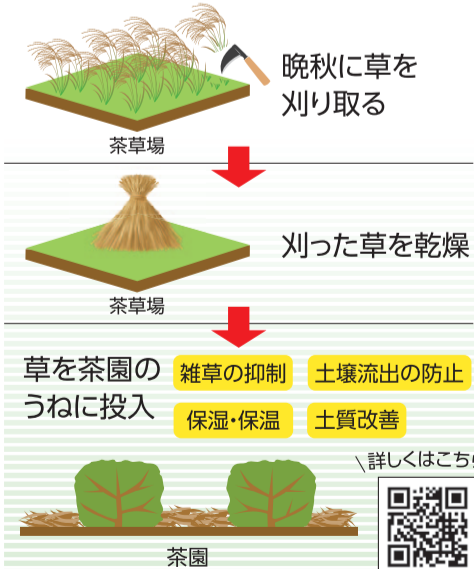 晩秋に草を
刈り取る
茶草場
刈った草を乾燥
茶草場
草を茶園の
うねに投入
雑草の抑制
土壌流出の防止
保湿・保温
土質改善
\詳しくはこちら
茶園